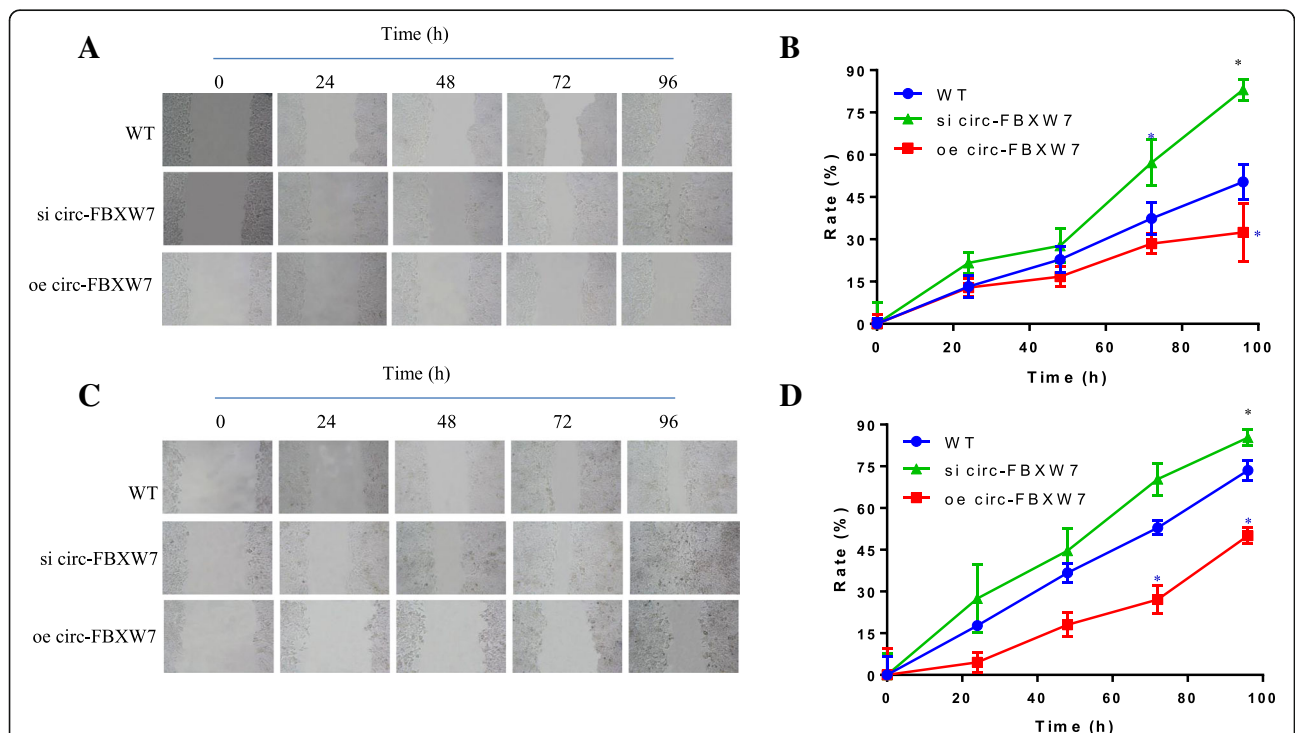 A
Time (h)
0 24 48 72 96
WT
si circ-FBXW7
oe circ-FBXW7
B
90
75
60
45
30
15
0
Rate (%)
WT
si circ-FBXW7
oe circ-FBXW7
*
*
*
0 20 40 60 80 100
Time (h)
C
Time (h)
0 24 48 72 96
WT
si circ-FBXW7
oe circ-FBXW7
D
90
75
60
45
30
15
0
Rate (%)
WT
si circ-FBXW7
oe circ-FBXW7
*
*
*
0 20 40 60 80 100
Time (h)